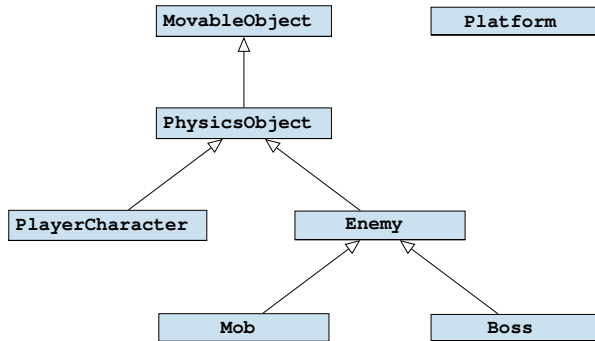 MovableObject
Platform
PhysicsObject
PlayerCharacter
Enemy
Mob
Boss